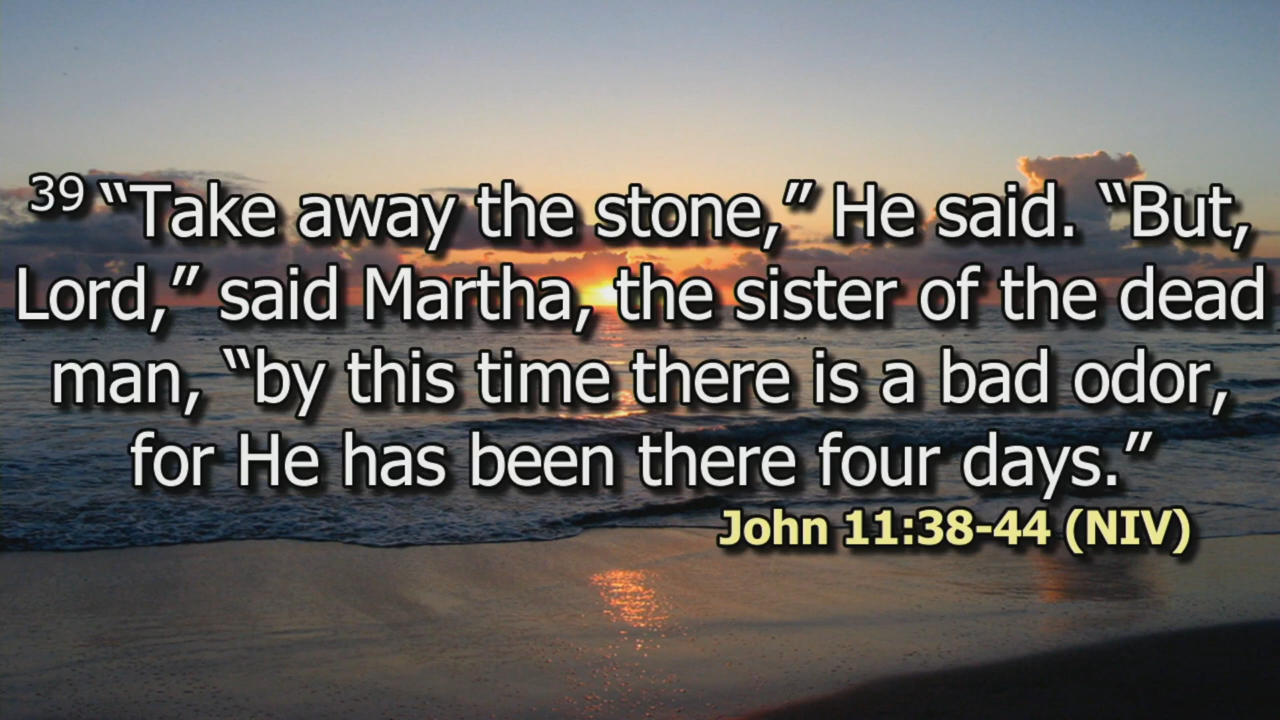 39 “Take away the stone,” He said. “But,
Lord,” said Martha, the sister of the dead
man, “by this time there is a bad odor,
for He has been there four days.”
John 11:38-44 (NIV)